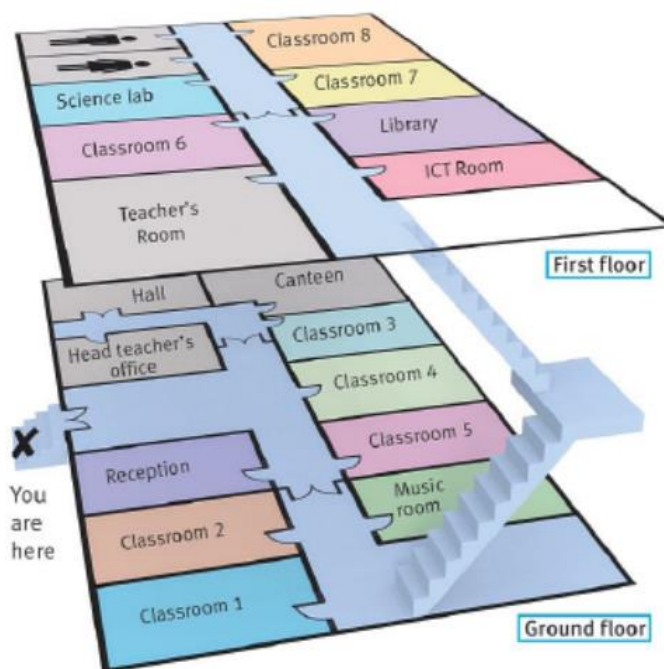 Classroom 8
Classroom 7
Science lab
Library
Classroom 6
ICT Room
Teacher's
Room
First floor
Hall
Canteen
Classroom 3
Head teacher's
office
Classroom 4
X
Classroom 5
Reception
You
are
here
Music
room
Classroom 2
Classroom 1
Ground floor